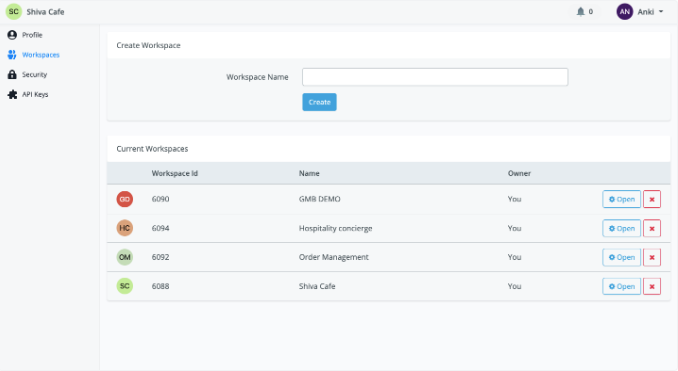 SC Shiva Cafe 0 AN Anki
Profile
Workspaces
Security
API Keys
Create Workspace
Workspace Name
Create
Current Workspaces
Workspace Id Name Owner
GD 6090 GMB DEMO You Open
HC 6094 Hospitality concierge You Open
OM 6092 Order Management You Open
SC 6088 Shiva Cafe You Open